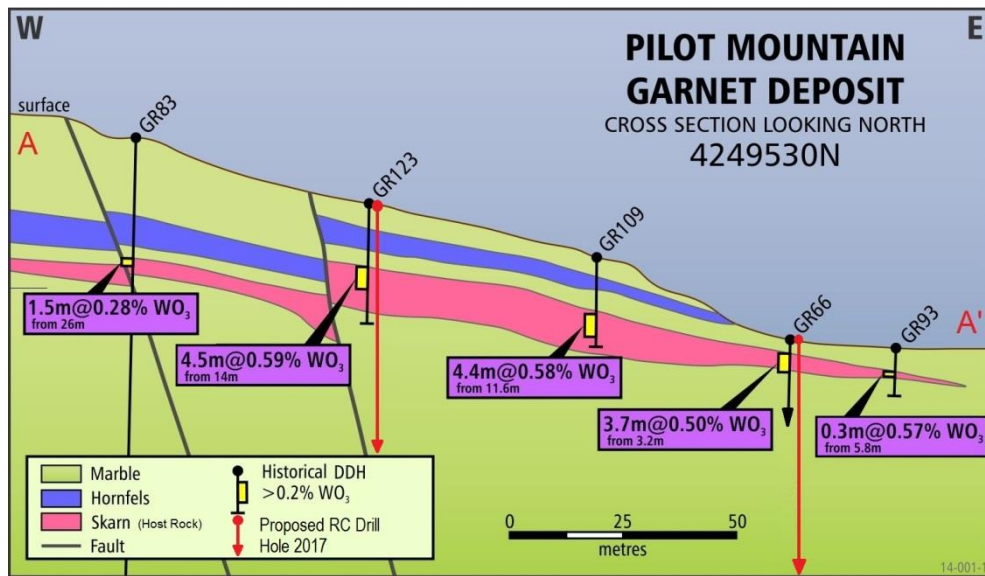 W
E
PILOT MOUNTAIN
GARNET DEPOSIT
CROSS SECTION LOOKING NORTH
4249530N
surface
A
GR83
GR123
GR109
GR66
GR93
A'
1.5m@0.28% WO₃
from 26m
4.5m@0.59% WO₃
from 14m
4.4m@0.58% WO₃
from 11.6m
3.7m@0.50% WO₃
from 3.2m
0.3m@0.57% WO₃
from 5.8m
Marble
Hornfels
Skarn (Host Rock)
Fault
Historical DDH
>0.2% WO₃
Proposed RC Drill
Hole 2017
0 25 50
metres
14-001-1